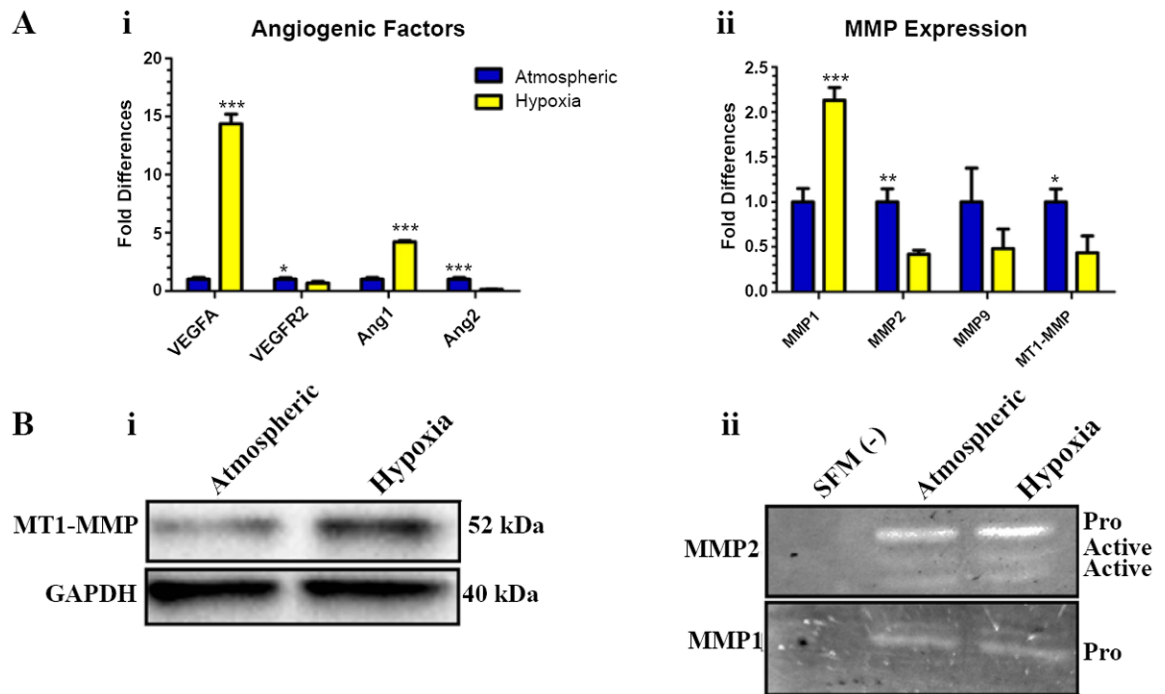 A
i
Angiogenic Factors
Fold Differences
20
15
10
5
0
***
*
***
***
VEGFA
VEGFR2
Ang1
Ang2
Atmospheric
Hypoxia
ii
MMP Expression
Fold Differences
2.5
2.0
1.5
1.0
0.5
0.0
***
**
*
MMP1
MMP2
MMP9
MT1-MMP
B
i
Atmospheric
Hypoxia
MT1-MMP
52 kDa
GAPDH
40 kDa
ii
SFM (-)
Atmospheric
Hypoxia
MMP2
Pro
Active
Active
MMP1
Pro